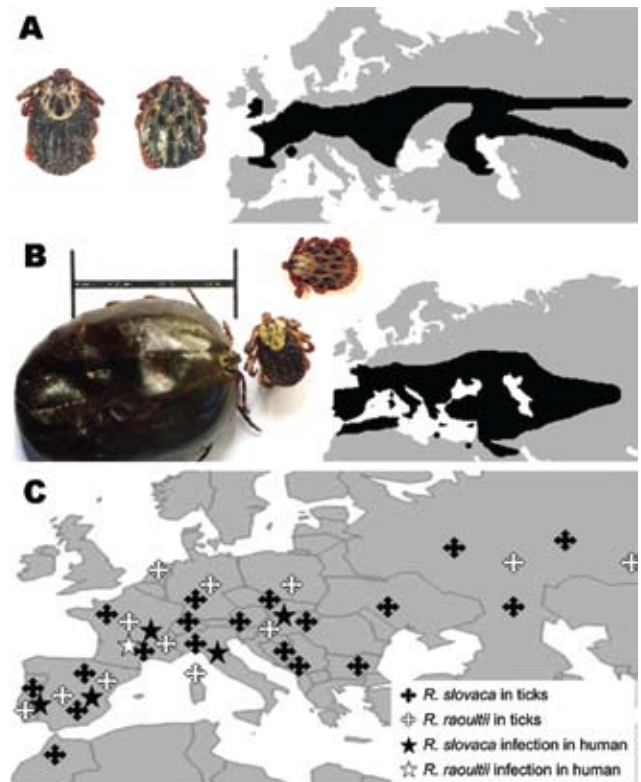 A
B
C
R. slovaca in ticks
R. raoultii in ticks
R. slovaca infection in human
R. raoultii infection in human